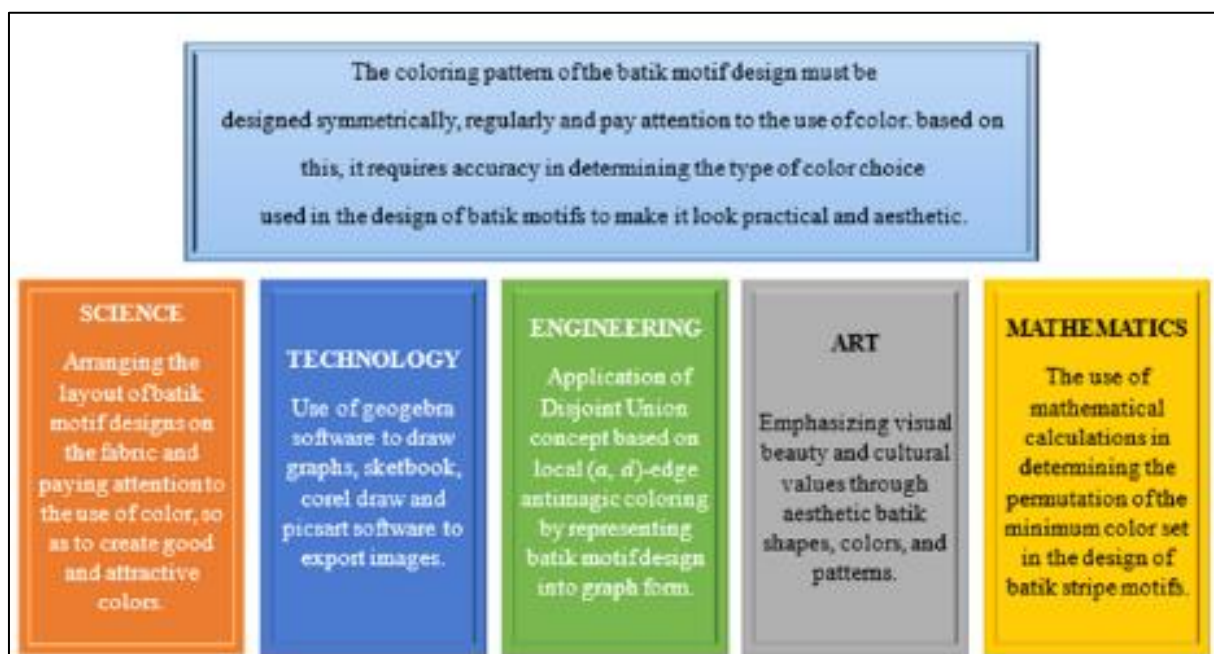 The coloring pattern of the batik motif design must be
designed symmetrically, regularly and pay attention to the use of color. based on
this, it requires accuracy in determining the type of color choice
used in the design of batik motifs to make it look practical and aesthetic.
SCIENCE
Arranging the
layout of batik
motif designs on
the fabric and
paying attention to
the use of color, so
as to create good
and attractive
colors.
TECHNOLOGY
Use of geogebra
software to draw
graphs, sketbook,
corel draw and
picsart software to
export images.
ENGINEERING
Application of
Disjoint Union
concept based on
local (a, d)-edge
antimagic coloring
by representing
batik motif design
into graph form.
ART
Emphasizing visual
beauty and cultural
values through
aesthetic batik
shapes, colors, and
patterns.
MATHEMATICS
The use of
mathematical
calculations in
determining the
permutation of the
minimum color set
in the design of
batik stripe motifs.